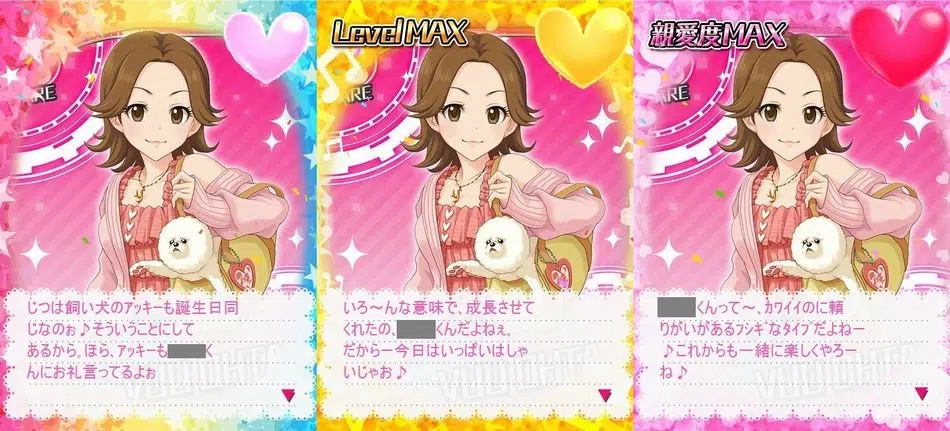 ARE
じつは飼い犬のアッキーも誕生日同
じなのぉ♪そういうことにして
あるから。ほら、アッキーも
く
んにお礼言ってるよぉ
Level MAX
ARE
いろ～んな意味で、成長させて
くれたの、
くんだよねぇ。
だからー今日はいっぱいはしゃ
いじゃお♪
親愛度MAX
ARE
くんって～、カワイイのに頼
りがいがあるフシギなタイプだよねー
♪これからも一緒に楽しくやろー
ね♪